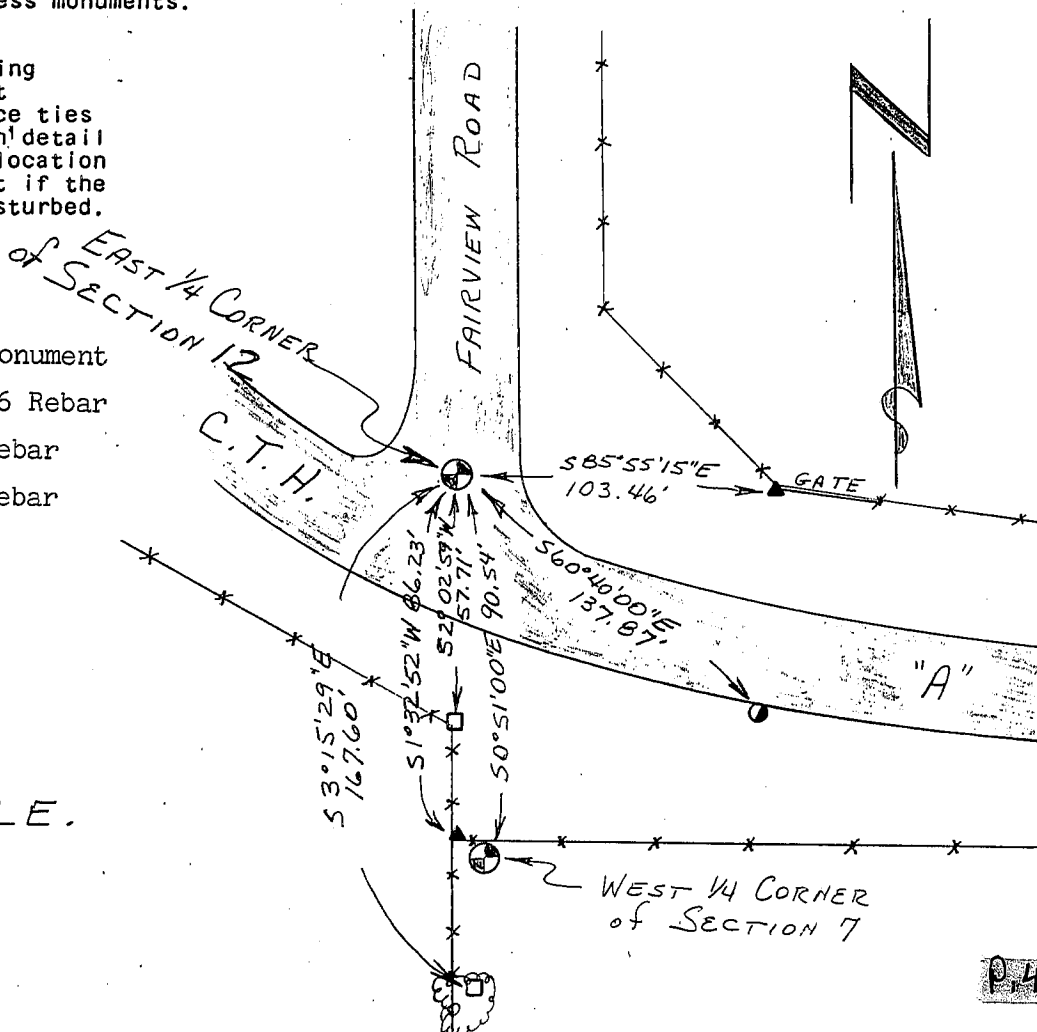 ess monuments.
ing
t
ce ties
n' detail
location
t if the
sturbed.
EAST 1/4 CORNER
of SECTION 12
onument
6 Rebar
ebar
ebar
FAIRVIEW ROAD
N
C. T. H.
S85°55'15"E
103.46'
GATE
S60°40'00"E
137.87'
S1°32'52"W 86.23'
S2°02'59"W
57.71'
90.54'
S0°51'00"E
S3°15'29"E
167.60'
"A"
LE.
WEST 1/4 CORNER
of SECTION 7
P.4